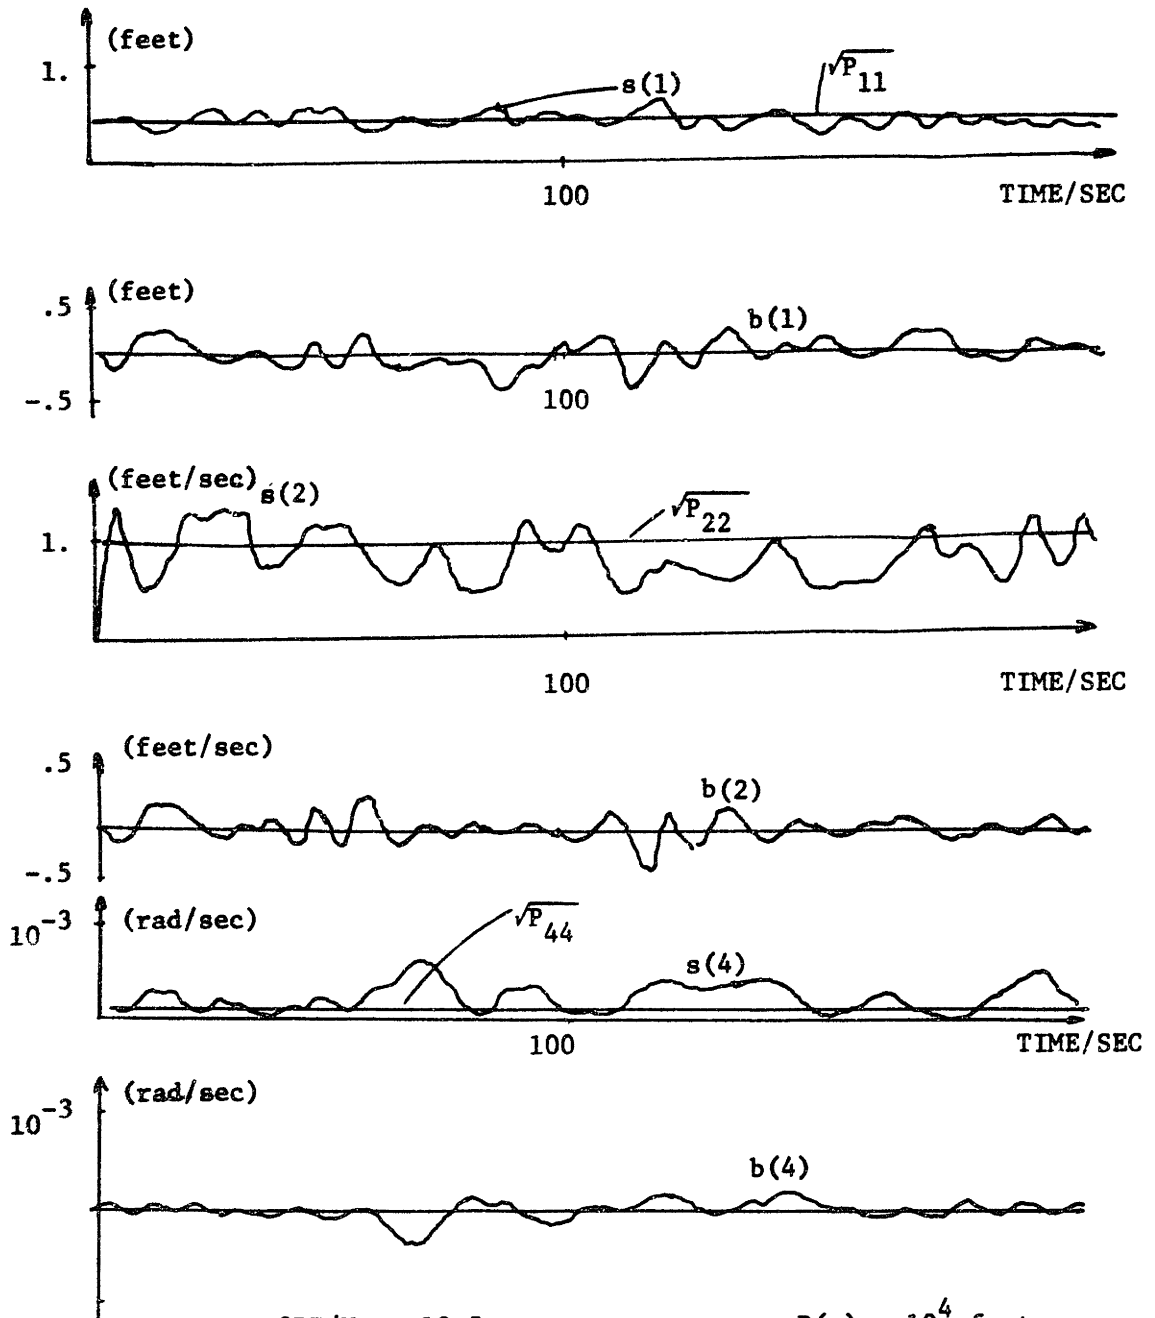 (feet)
1.
s(1)
√P11
100
TIME/SEC
(feet)
.5
b(1)
-.5
100
(feet/sec)
s(2)
√P22
1.
100
TIME/SEC
(feet/sec)
.5
b(2)
-.5
10-3
(rad/sec)
√P44
s(4)
100
TIME/SEC
(rad/sec)
10-3
b(4)